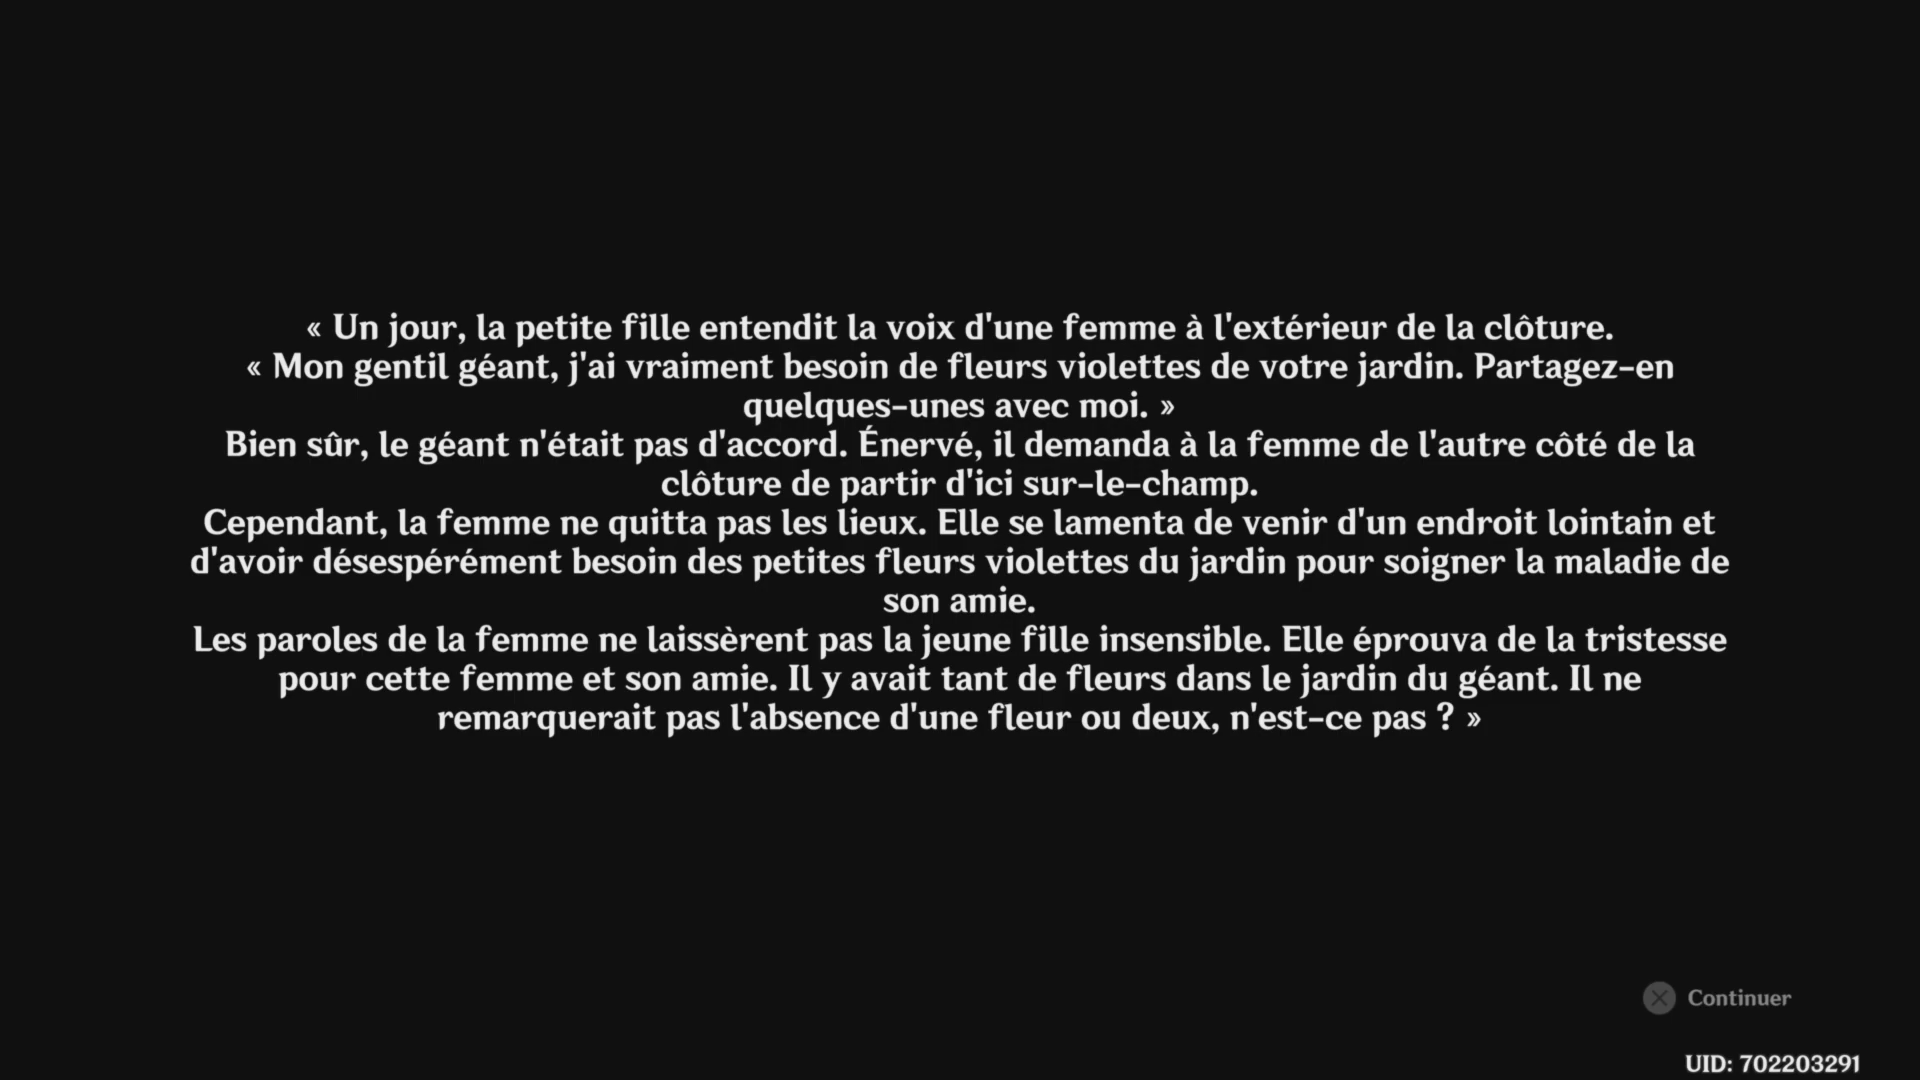 « Un jour, la petite fille entendit la voix d'une femme à l'extérieur de la clôture.
« Mon gentil géant, j'ai vraiment besoin de fleurs violettes de votre jardin. Partagez-en
quelques-unes avec moi. »
Bien sûr, le géant n'était pas d'accord. Énervé, il demanda à la femme de l'autre côté de la
clôture de partir d'ici sur-le-champ.
Cependant, la femme ne quitta pas les lieux. Elle se lamenta de venir d'un endroit lointain et
d'avoir désespérément besoin des petites fleurs violettes du jardin pour soigner la maladie de
son amie.
Les paroles de la femme ne laissèrent pas la jeune fille insensible. Elle éprouva de la tristesse
pour cette femme et son amie. Il y avait tant de fleurs dans le jardin du géant. Il ne
remarquerait pas l'absence d'une fleur ou deux, n'est-ce pas ? »
Continuer
UID: 702203291